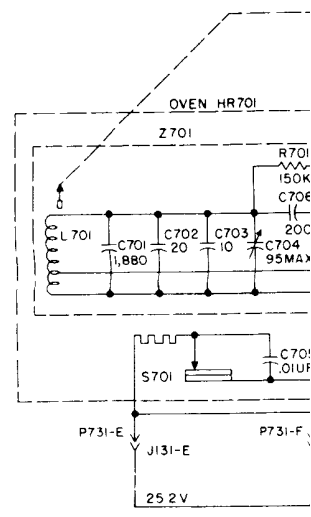 OVEN HR701
Z701
R701
150K
C706
200
L701
C701
1,880
C702
20
C703
10
C704
95MAX
S701
C705
.01UF
P731-E
J131-E
P731-F
25.2V